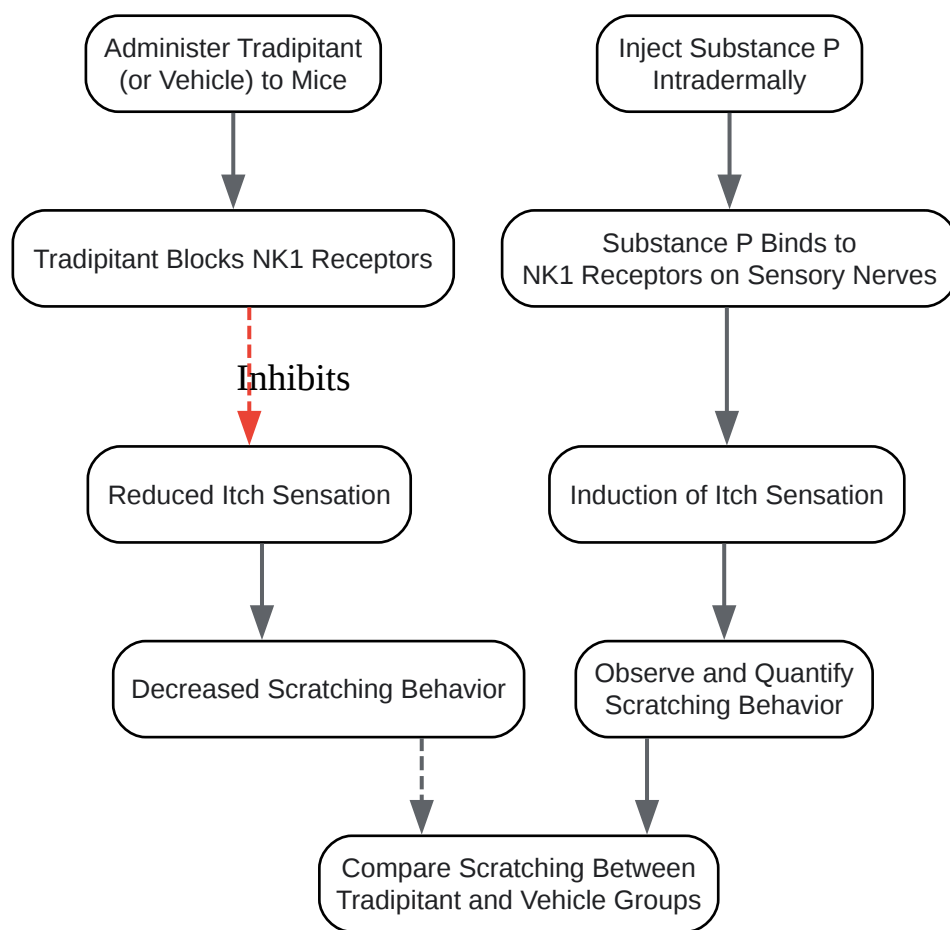 Administer Tradipitant
(or Vehicle) to Mice
Inject Substance P
Intradermally
Tradipitant Blocks NK1 Receptors
Substance P Binds to
NK1 Receptors on Sensory Nerves
Inhibits
Reduced Itch Sensation
Induction of Itch Sensation
Decreased Scratching Behavior
Observe and Quantify
Scratching Behavior
Compare Scratching Between
Tradipitant and Vehicle Groups